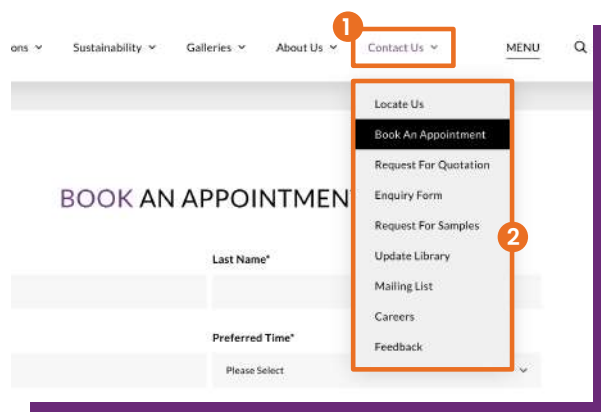 1
ons Sustainability Galleries About Us Contact Us MENU
Locate Us
Book An Appointment
Request For Quotation
BOOK AN APPOINTMEN
Enquiry Form
Request For Samples
2
Last Name*
Update Library
Mailing List
Careers
Preferred Time*
Feedback
Please Select